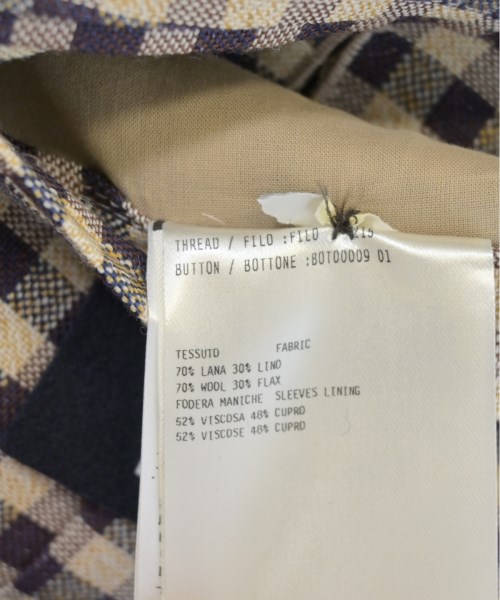 THREAD / FILO :FILO
BUTTON / BOTTONE :BOT00009 D1
TESSUTO FABRIC
70% LANA 30% LINO
70% WOOL 30% FLAX
FODERA MANICHE SLEEVES LINING
52% VISCOSA 48% CUPRO
52% VISCOSE 48% CUPRO